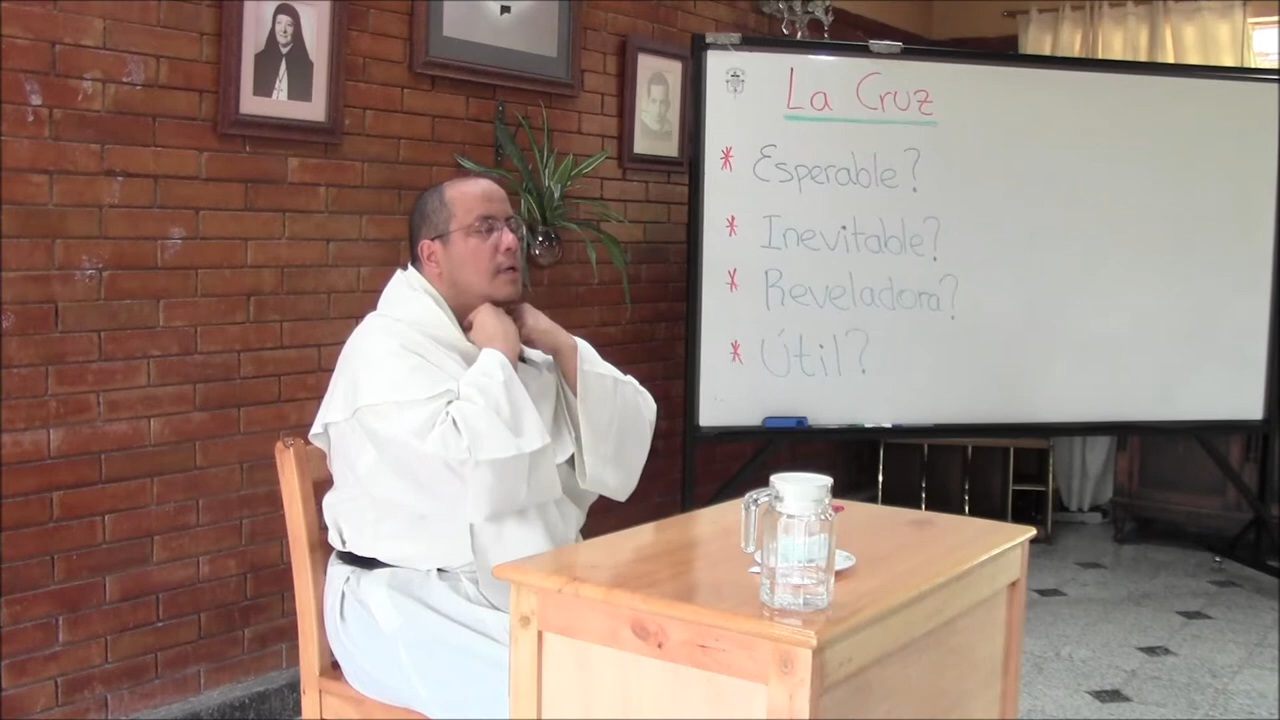 La Cruz
* Esperable?
* Inevitable?
* Reveladora?
* Útil?